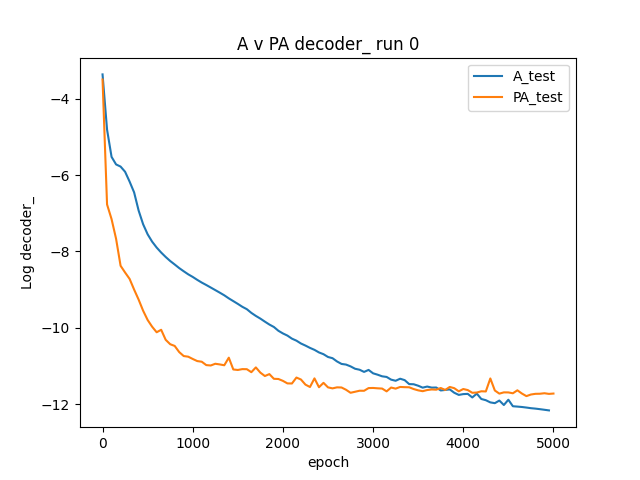 A v PA decoder_ run 0
A_test
PA_test
Log decoder_
−4
−6
−8
−10
−12
0
1000
2000
3000
4000
5000
epoch